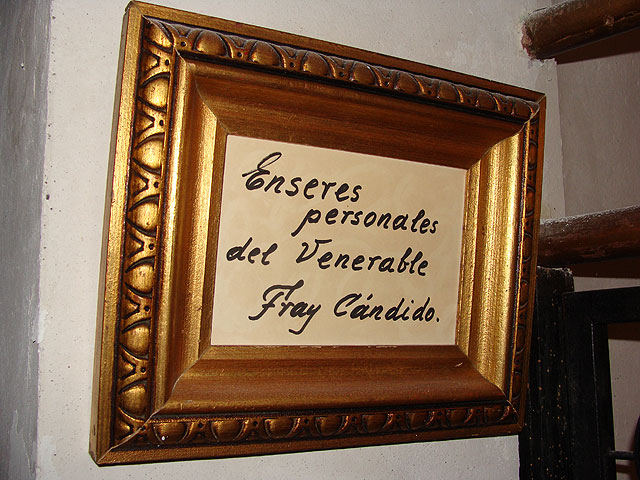 Enseres
personales
del Venerable
Fray Cándido.